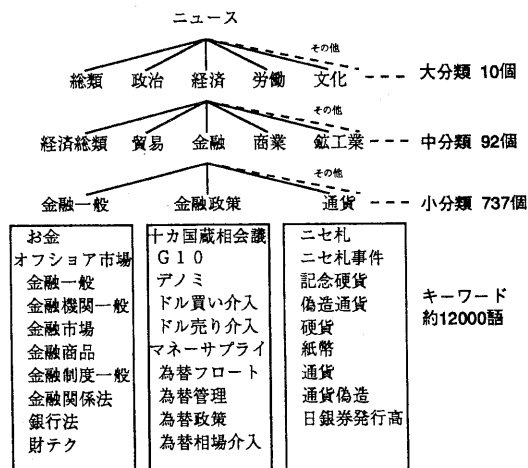 ニュース
その他
総類 政治 経済 労働 文化 大分類 10個
その他
経済総類 貿易 金融 商業 鉱工業 中分類 92個
その他
金融一般 金融政策 通貨 小分類 737個
お金
オフショア市場
金融一般
金融機関一般
金融市場
金融商品
金融制度一般
金融関係法
銀行法
財テク
十カ国蔵相会議
G10
デノミ
ドル買い介入
ドル売り介入
マネーサプライ
為替フロート
為替管理
為替政策
為替相場介入
ニセ札
ニセ札事件
記念硬貨
偽造通貨
硬貨
紙幣
通貨
通貨偽造
日銀券発行高
キーワード
約12000語